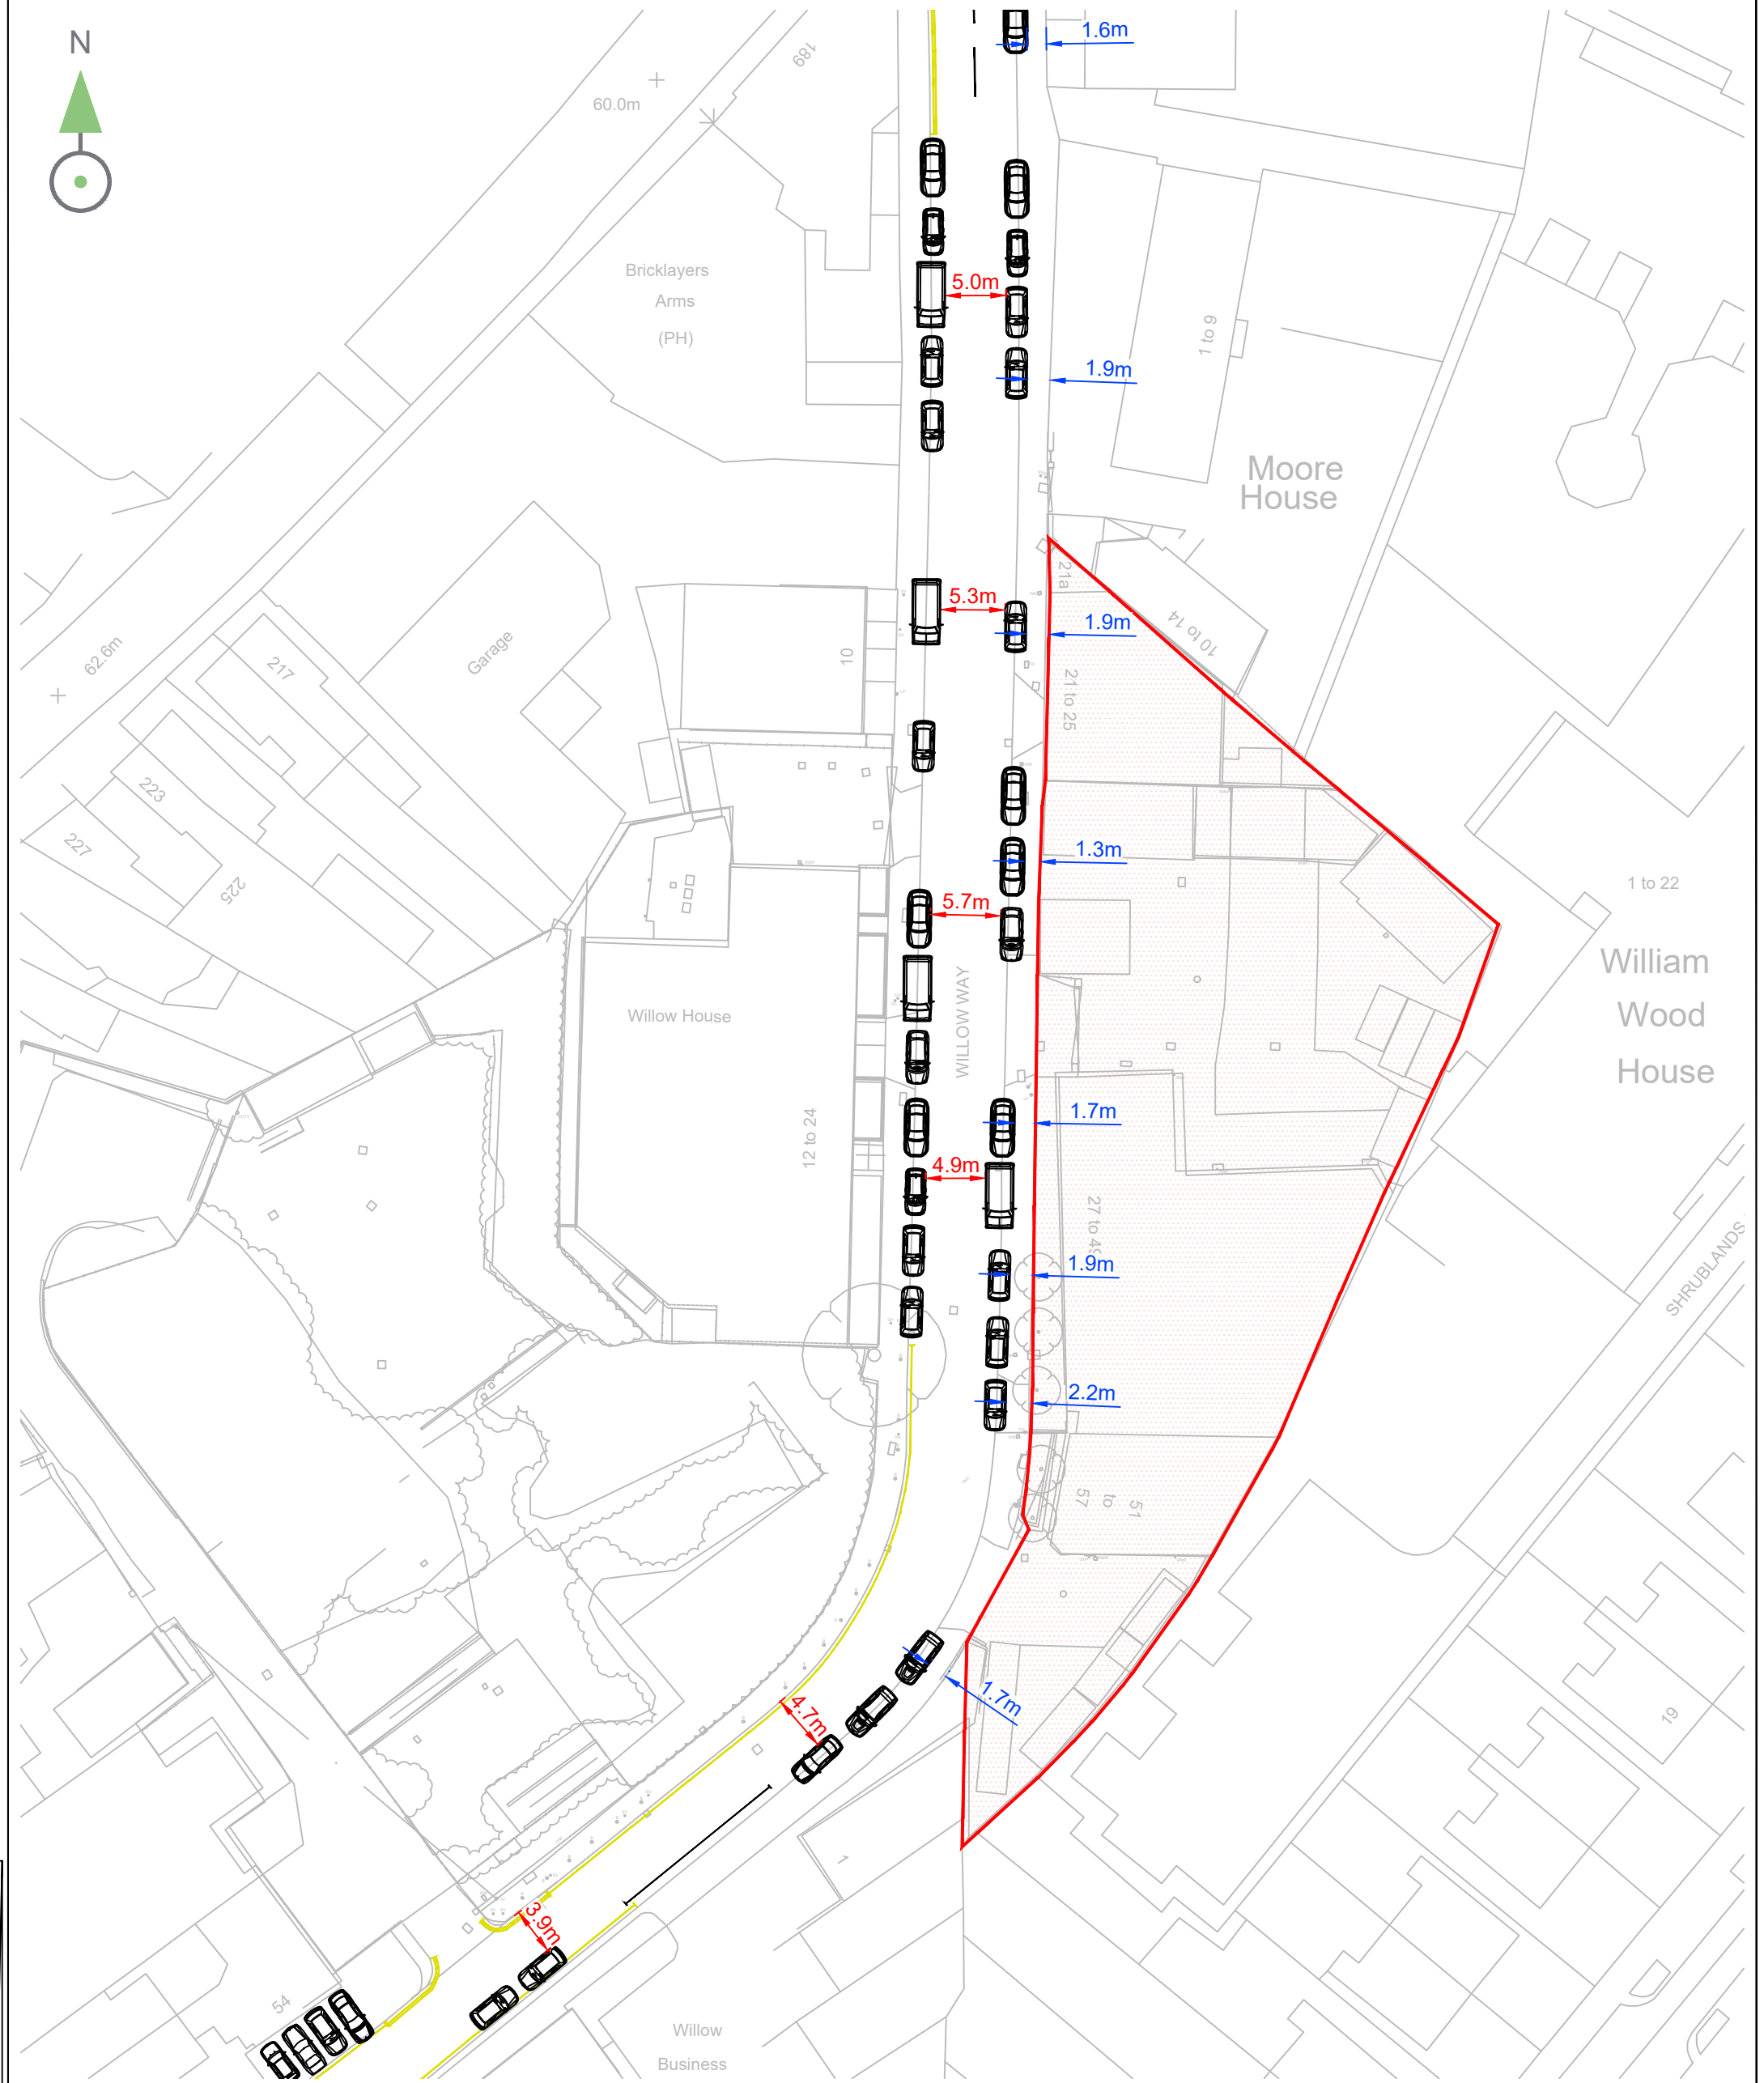 N
1.6m
189
60.0m
Bricklayers
Arms
(PH)
5.0m
1 to 9
1.9m
Moore
House
21a
5.3m
1.9m
10 to 14
62.6m
217
Garage
10
21 to 25
223
227
225
1.3m
1 to 22
5.7m
William
Wood
House
WILLOW WAY
Willow House
12 to 24
1.7m
4.9m
27 to 49
1.9m
SHRUBLANDS
2.2m
57
to
51
1.7m
4.7m
19
1
3.9m
54
Willow
Business